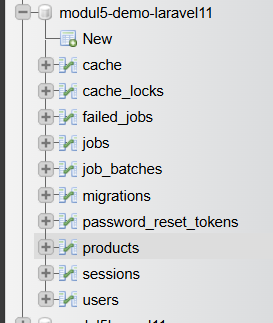 modul5-demo-laravel11
New
cache
cache_locks
failed_jobs
jobs
job_batches
migrations
password_reset_tokens
products
sessions
users